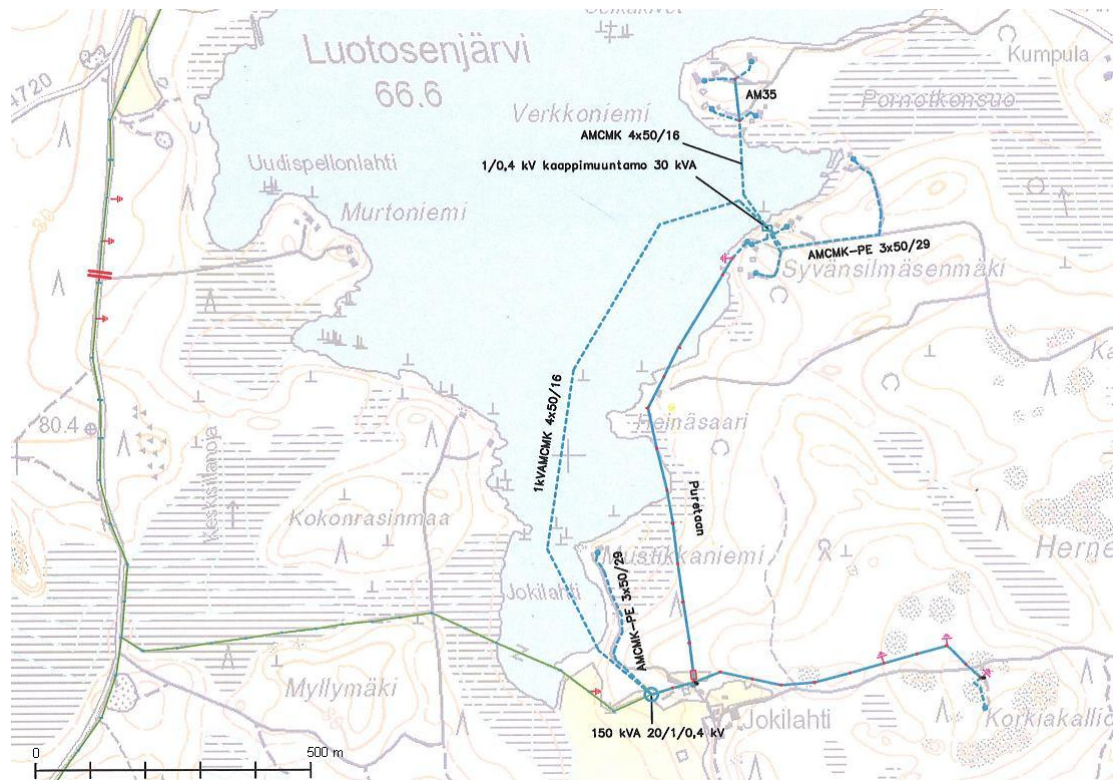 Luotosenjärvi
66.6
Kumpula
4700
AM35
Verkkoniemi
Pornotkonsuo
AMCMK 4x50/16
1/0,4 kV kaappimuuntamo 30 kVA
Uudispellonlahti
Murtoniemi
AMCMK-PE 3x50/29
Syvänsilmäsenmäki
1kVAMCMK 4x50/16
80.4
Heinäsaari
Keskisillanoja
Kokonrasinmaa
Puretaan
Mustikkaniemi
Herne
Jokilahti
AMCMK-PE 3x50/29
Myllymäki
Jokilahti
Korkiakallio
150 kVA 20/1/0,4 kV
0
500 m